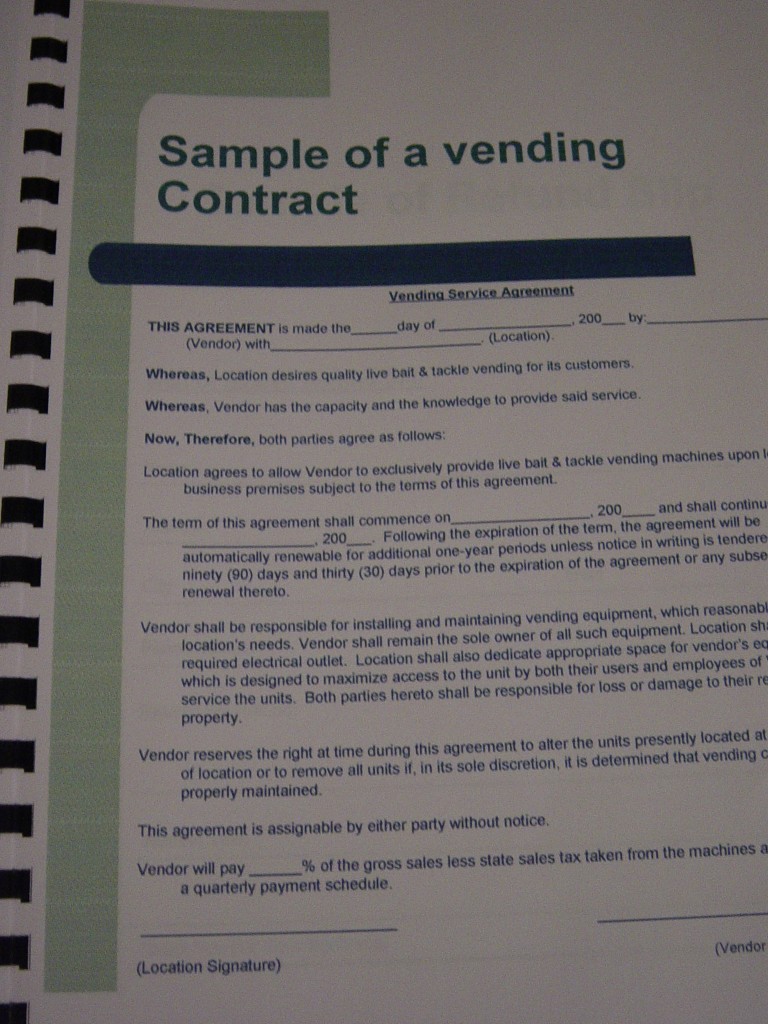 Sample of a vending
Contract
Vending Service Agreement
THIS AGREEMENT is made the______day of __________________, 200___ by:____________________
(Vendor) with____________________________. (Location).
Whereas, Location desires quality live bait & tackle vending for its customers.
Whereas, Vendor has the capacity and the knowledge to provide said service.
Now, Therefore, both parties agree as follows:
Location agrees to allow Vendor to exclusively provide live bait & tackle vending machines upon
business premises subject to the terms of this agreement.
The term of this agreement shall commence on__________________, 200____ and shall continu
_________________, 200___. Following the expiration of the term, the agreement will be
automatically renewable for additional one-year periods unless notice in writing is tendere
ninety (90) days and thirty (30) days prior to the expiration of the agreement or any subse
renewal thereto.
Vendor shall be responsible for installing and maintaining vending equipment, which reasonabl
location's needs. Vendor shall remain the sole owner of all such equipment. Location sha
required electrical outlet. Location shall also dedicate appropriate space for vendor's eq
which is designed to maximize access to the unit by both their users and employees of
service the units. Both parties hereto shall be responsible for loss or damage to their re
property.
Vendor reserves the right at time during this agreement to alter the units presently located at
of location or to remove all units if, in its sole discretion, it is determined that vending c
properly maintained.
This agreement is assignable by either party without notice.
Vendor will pay _______% of the gross sales less state sales tax taken from the machines a
a quarterly payment schedule.
(Location Signature)
(Vendor